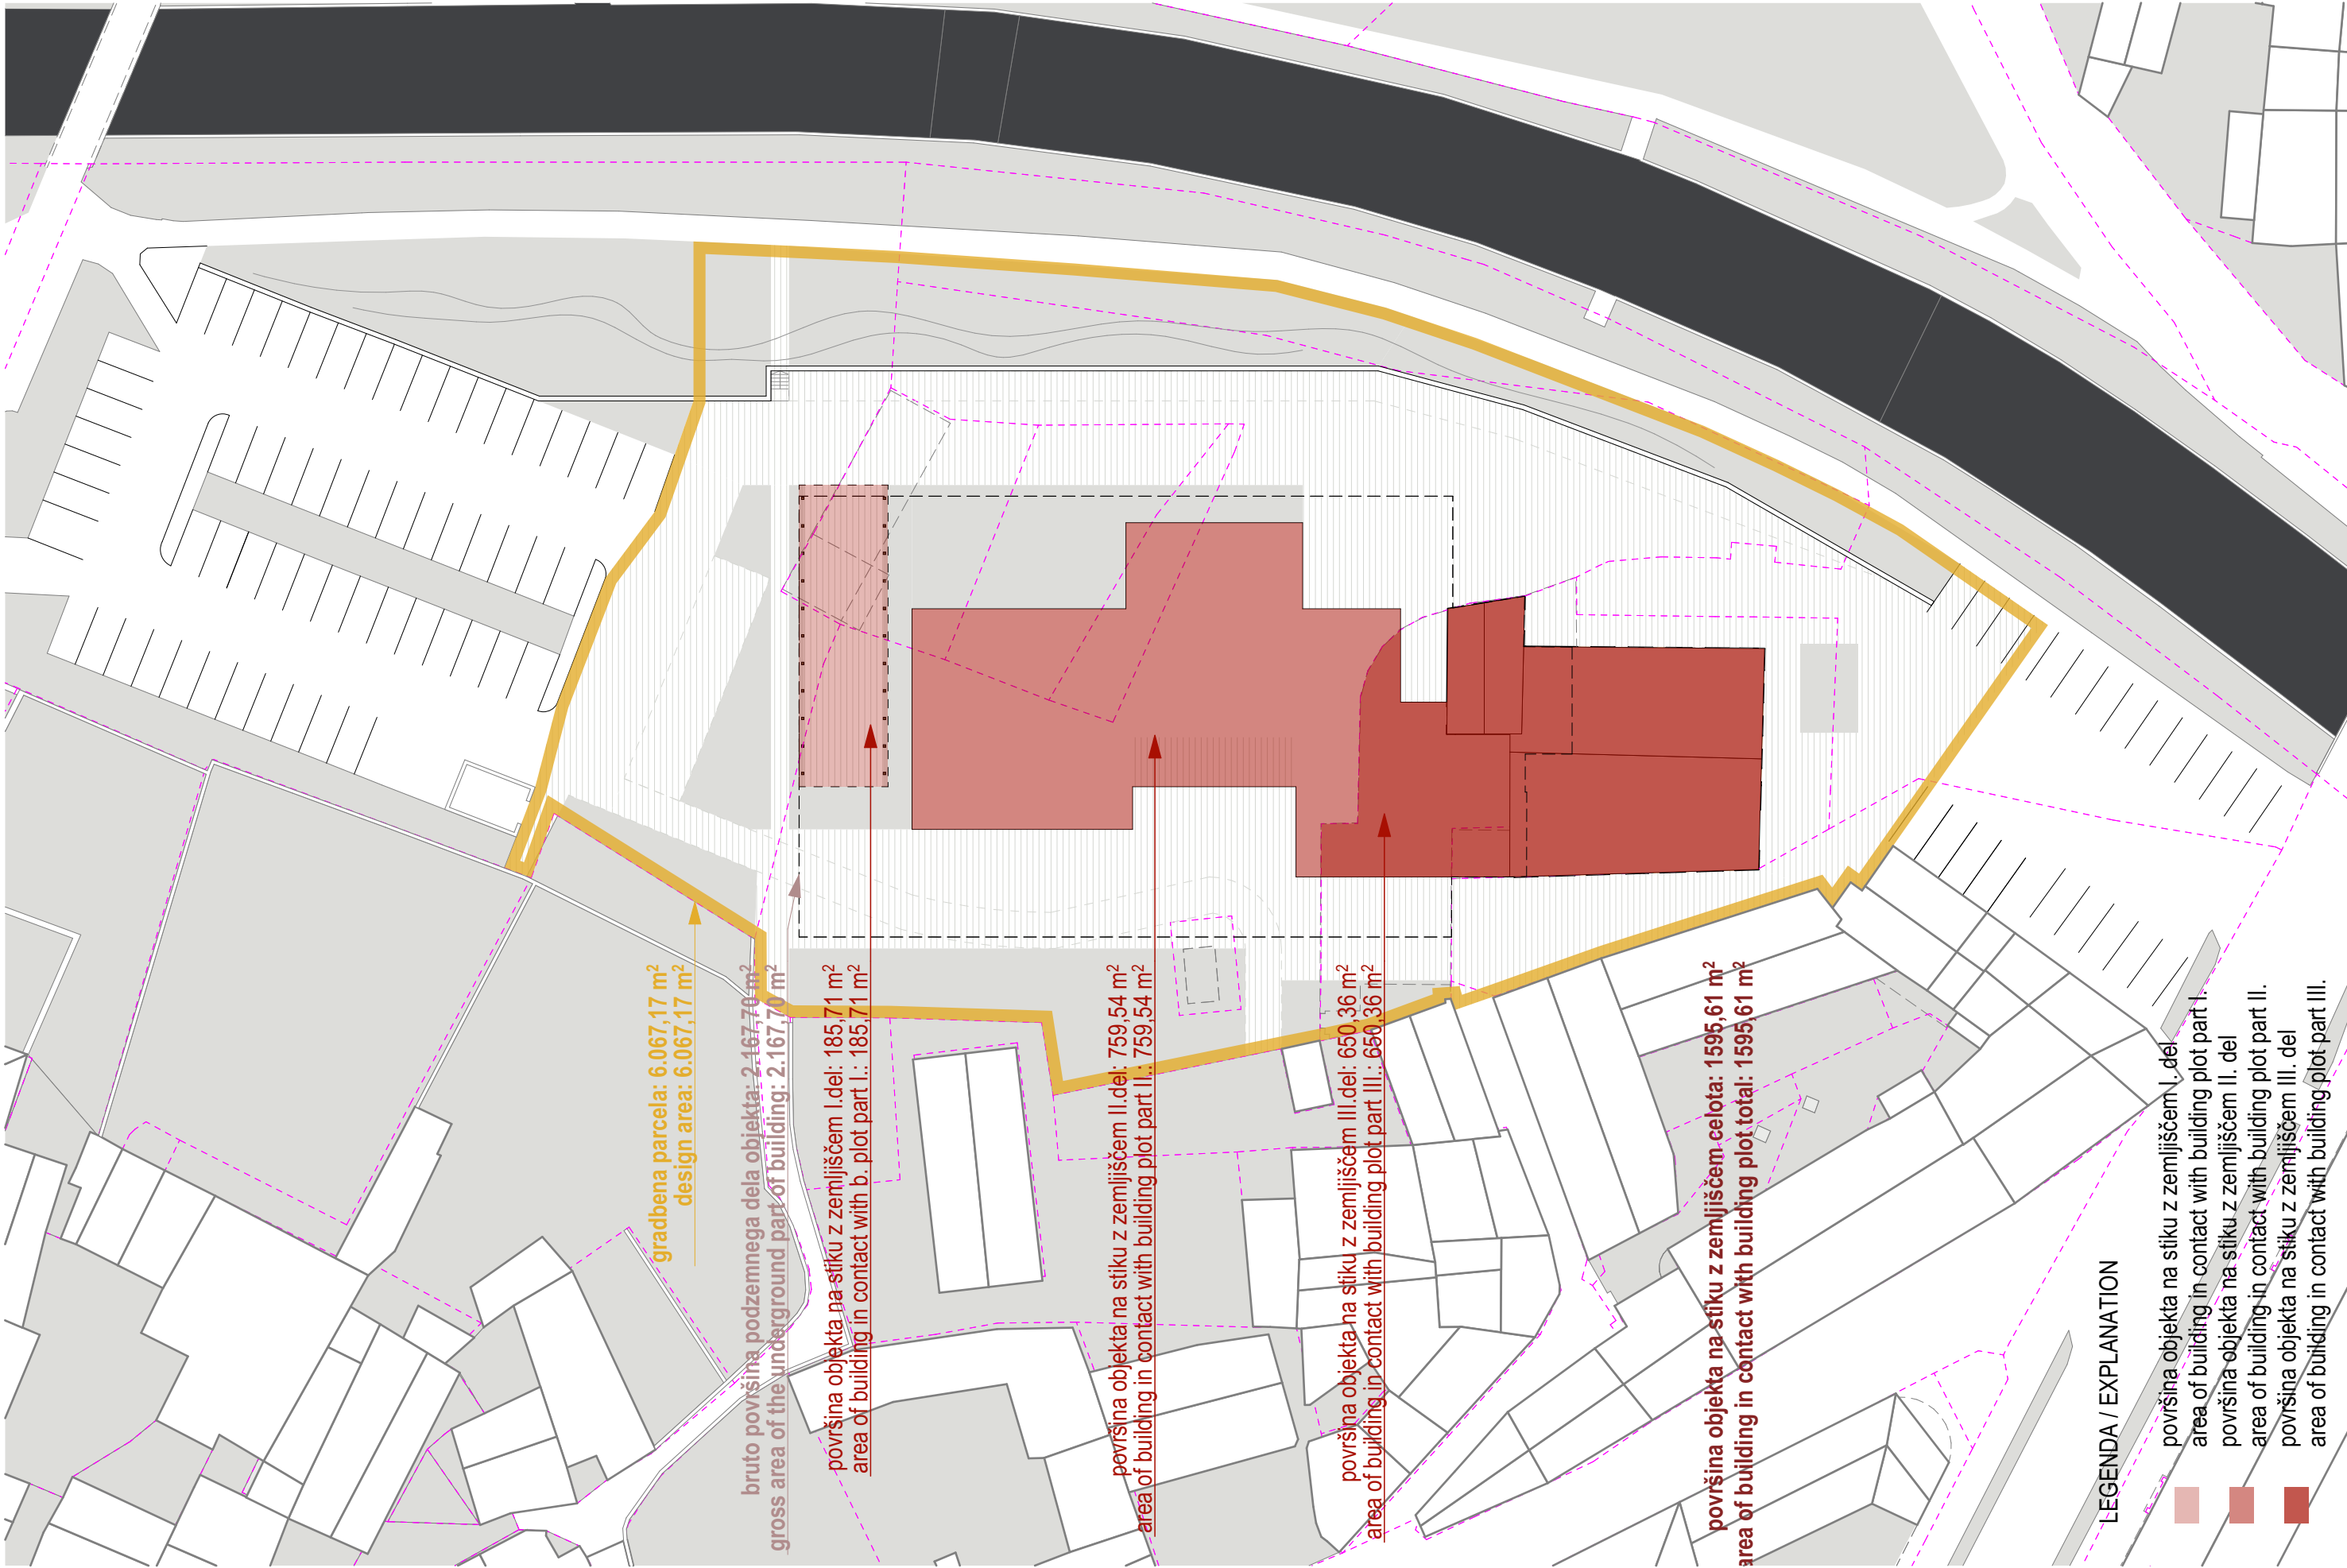 gradbena parcela: 6.067,17 m²
design area: 6.067,17 m²
bruto površina podzemnega dela objekta: 2.167,70 m²
gross area of the underground part of building: 2.167,70 m²
površina objekta na stiku z zemljiščem I.del: 185,71 m²
area of building in contact with b. plot part I.: 185,71 m²
površina objekta na stiku z zemljiščem II.del: 759,54 m²
area of building in contact with building plot part II.: 759,54 m²
površina objekta na stiku z zemljiščem III.del: 650,36 m²
area of building in contact with building plot part III.: 650,36 m²
površina objekta na stiku z zemljiščem celota: 1595,61 m²
area of building in contact with building plot total: 1595,61 m²
LEGENDA / EXPLANATION
površina objekta na stiku z zemljiščem I. del
area of building in contact with building plot part I.
površina objekta na stiku z zemljiščem II. del
area of building in contact with building plot part II.
površina objekta na stiku z zemljiščem III. del
area of building in contact with building plot part III.